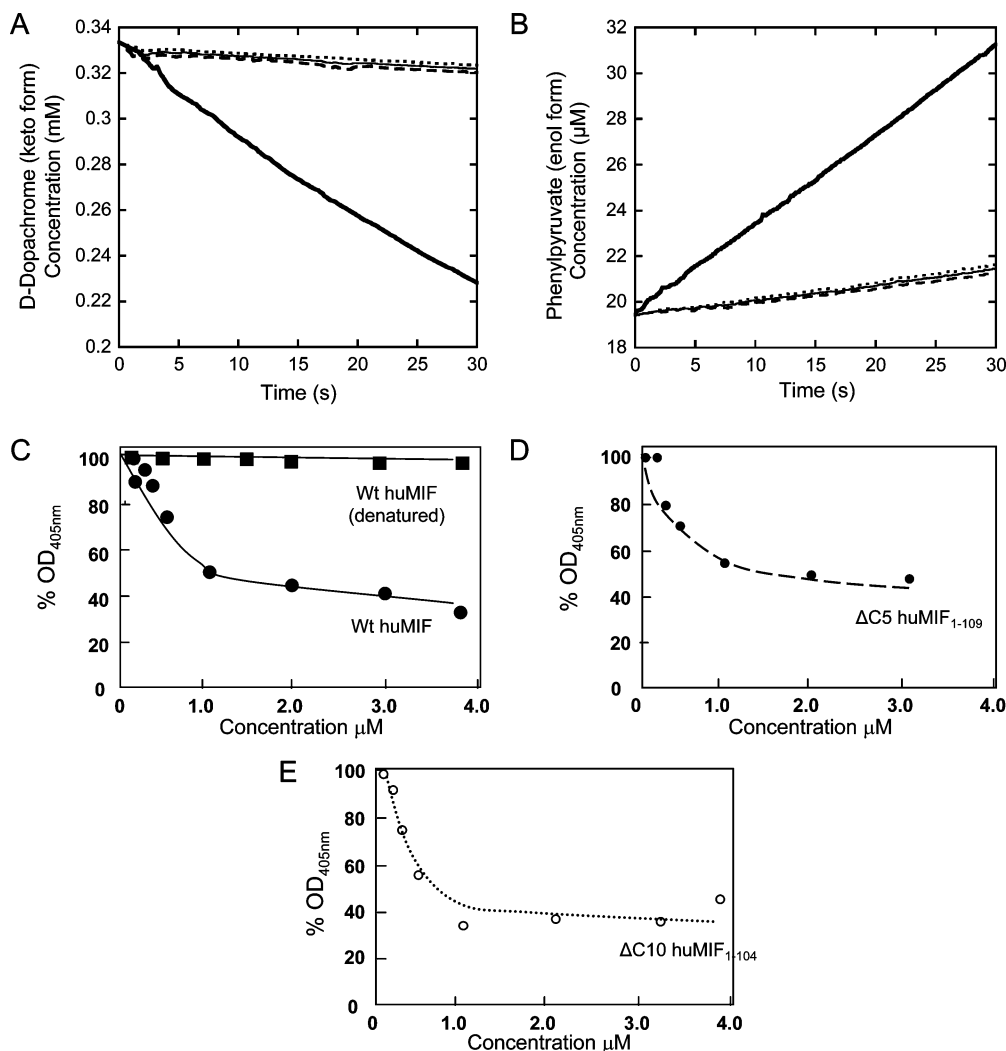 A
D-Dopachrome (keto form)
Concentration (mM)
0.34
0.32
0.3
0.28
0.26
0.24
0.22
0.2
0
5
10
15
20
25
30
Time (s)
B
Phenylpyruvate (enol form)
Concentration (µM)
32
30
28
26
24
22
20
18
0
5
10
15
20
25
30
Time (s)
C
% OD405nm
100
80
60
40
20
0
Wt huMIF
(denatured)
Wt huMIF
0
1.0
2.0
3.0
4.0
Concentration µM
D
% OD405nm
100
80
60
40
20
0
ΔC5 huMIF1-109
0
1.0
2.0
3.0
4.0
Concentration µM
E
% OD405nm
100
80
60
40
20
0
ΔC10 huMIF1-104
0
1.0
2.0
3.0
4.0
Concentration µM